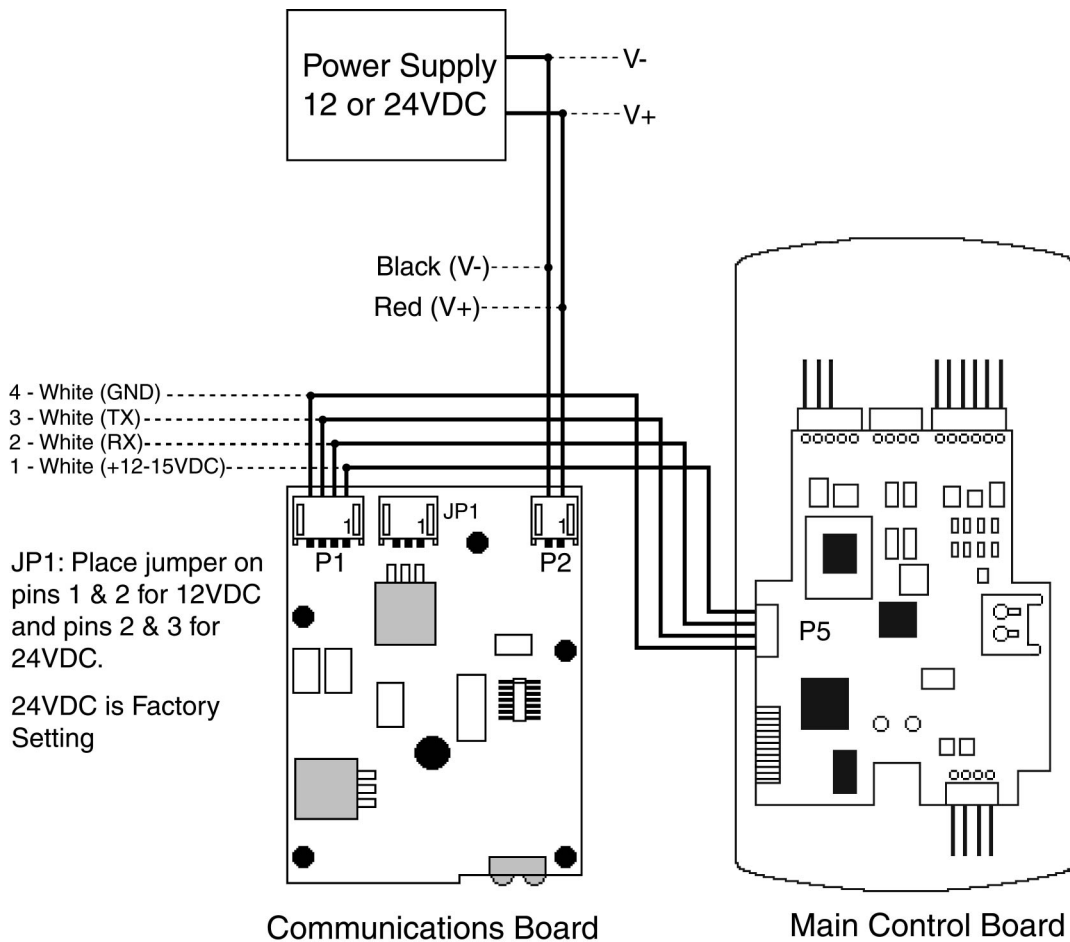 Power Supply
12 or 24VDC
V-
V+
Black (V-)
Red (V+)
4 - White (GND)
3 - White (TX)
2 - White (RX)
1 - White (+12-15VDC)
1
1
1
JP1
P1
P2
JP1: Place jumper on
pins 1 & 2 for 12VDC
and pins 2 & 3 for
24VDC.
24VDC is Factory
Setting
P5
Communications Board
Main Control Board